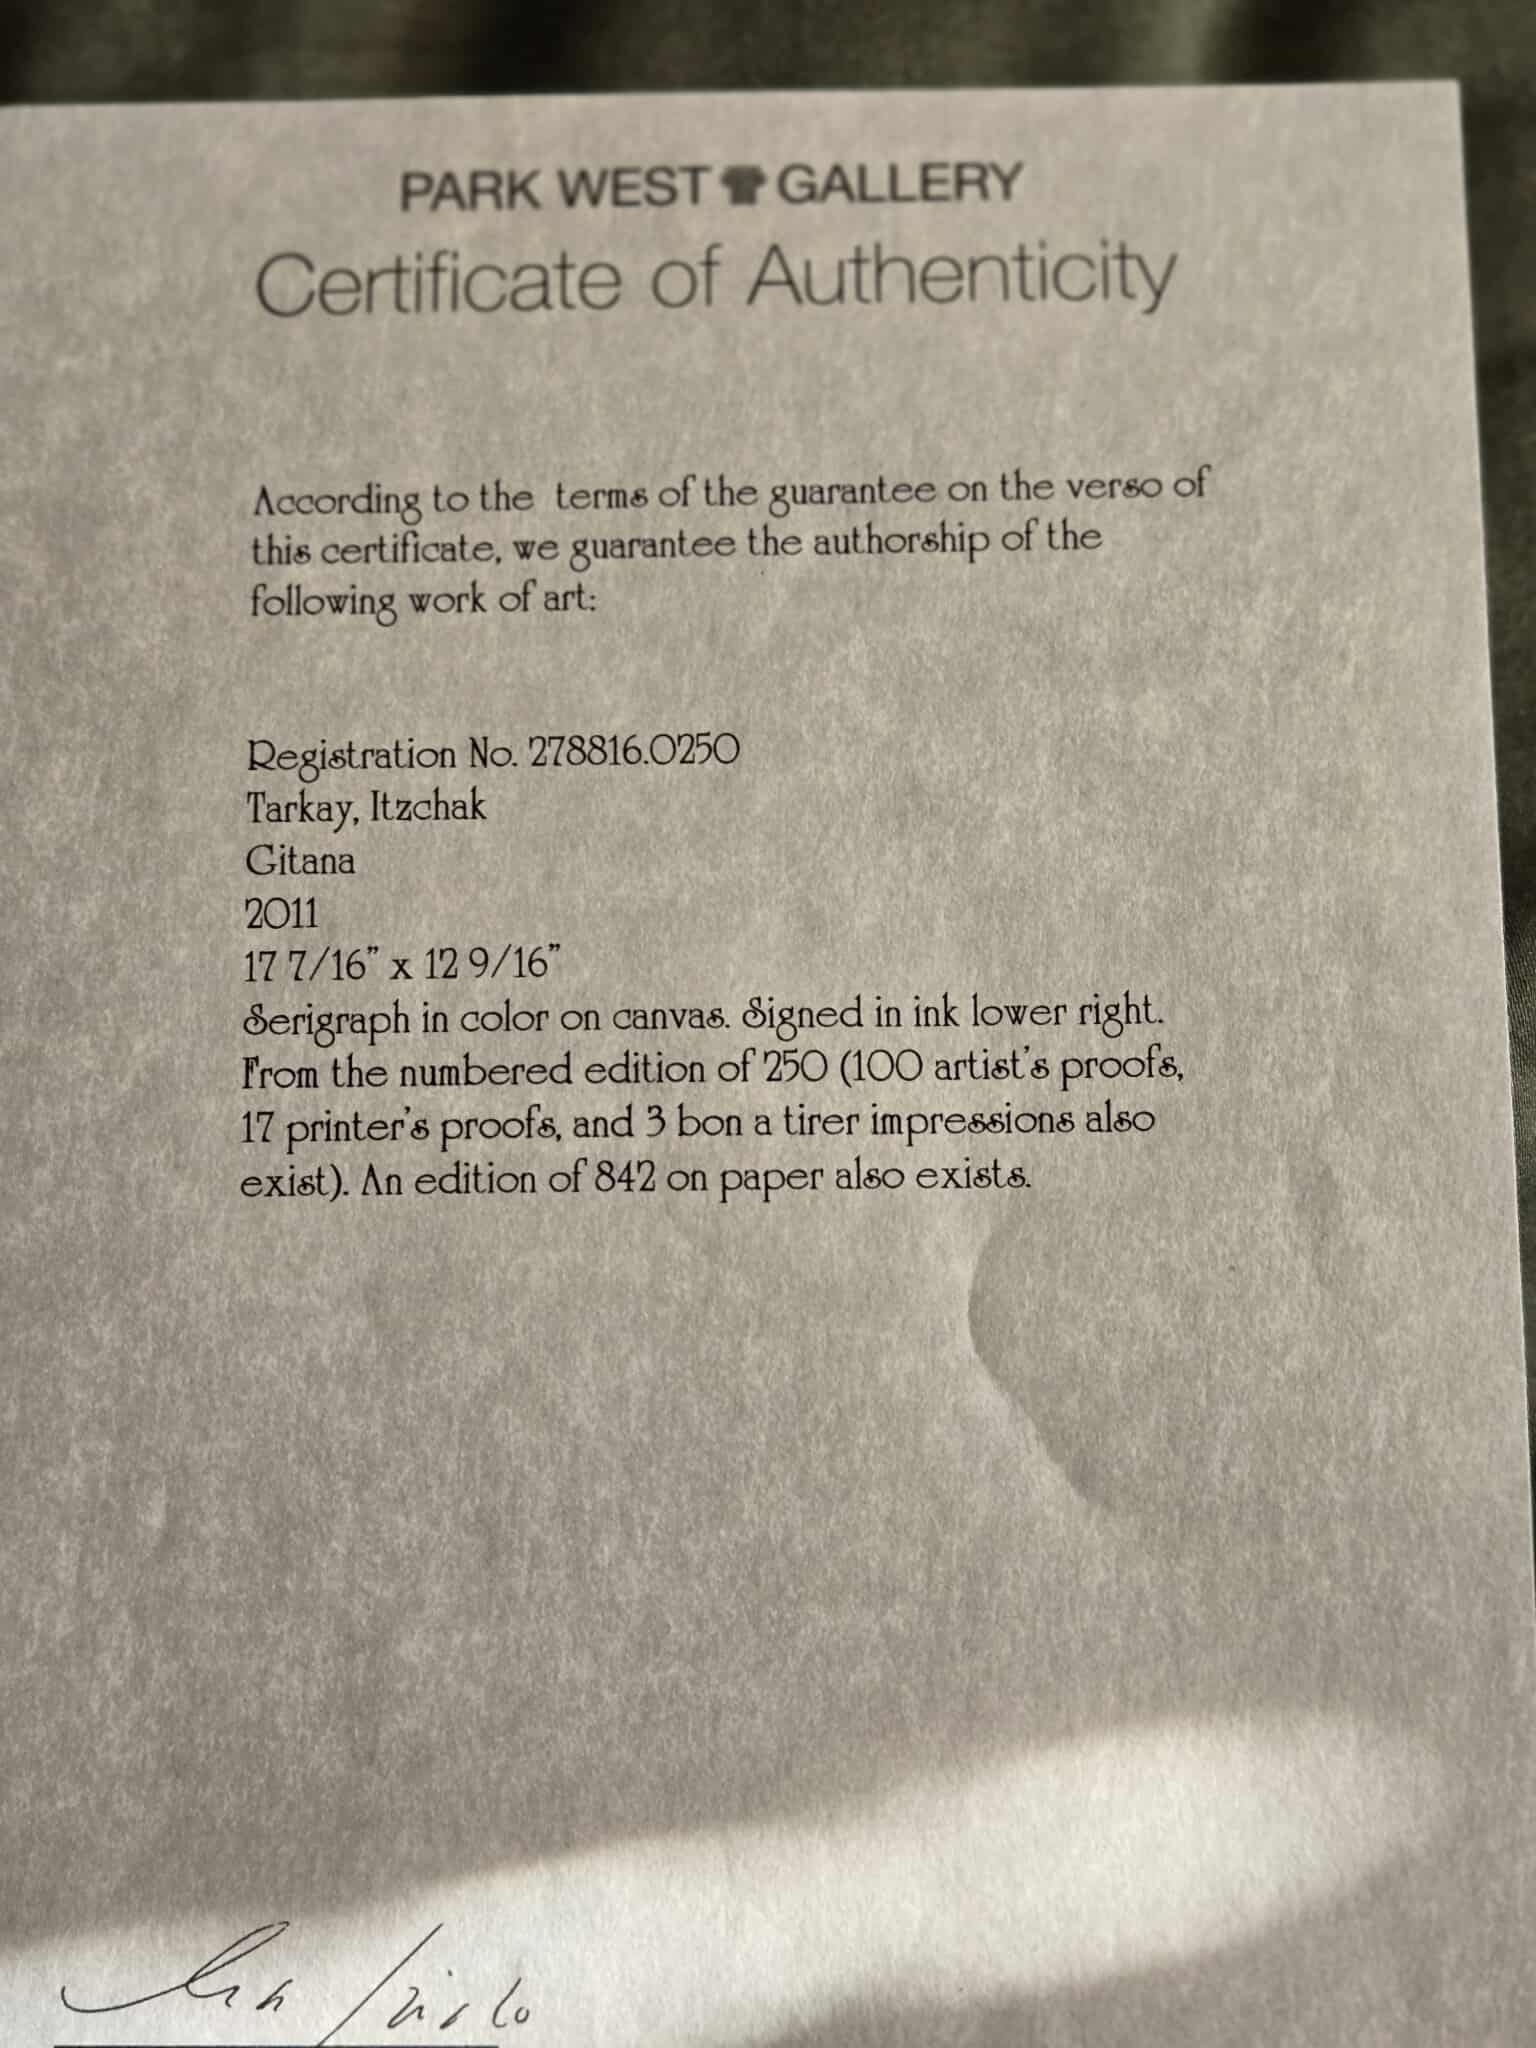 PARK WEST GALLERY
Certificate of Authenticity
According to the terms of the guarantee on the verso of
this certificate, we guarantee the authorship of the
following work of art:
Registration No. 278816.0250
Tarkay, Itzchak
Gitana
2011
17 7/16” x 12 9/16”
Serigraph in color on canvas. Signed in ink lower right.
From the numbered edition of 250 (100 artist’s proofs,
17 printer’s proofs, and 3 bon a tirer impressions also
exist). An edition of 842 on paper also exists.